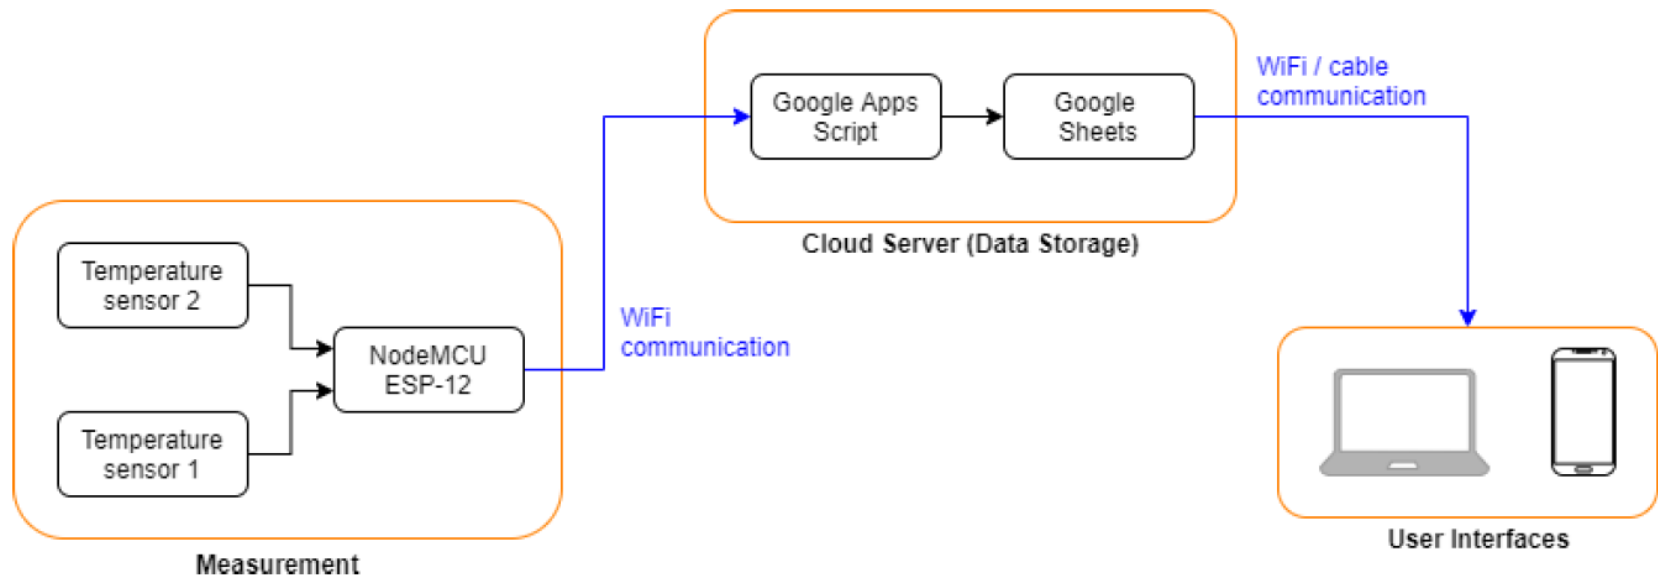 Temperature
sensor 2
Temperature
sensor 1
NodeMCU
ESP-12
Measurement
WiFi
communication
Google Apps
Script
Google
Sheets
Cloud Server (Data Storage)
WiFi / cable
communication
User Interfaces